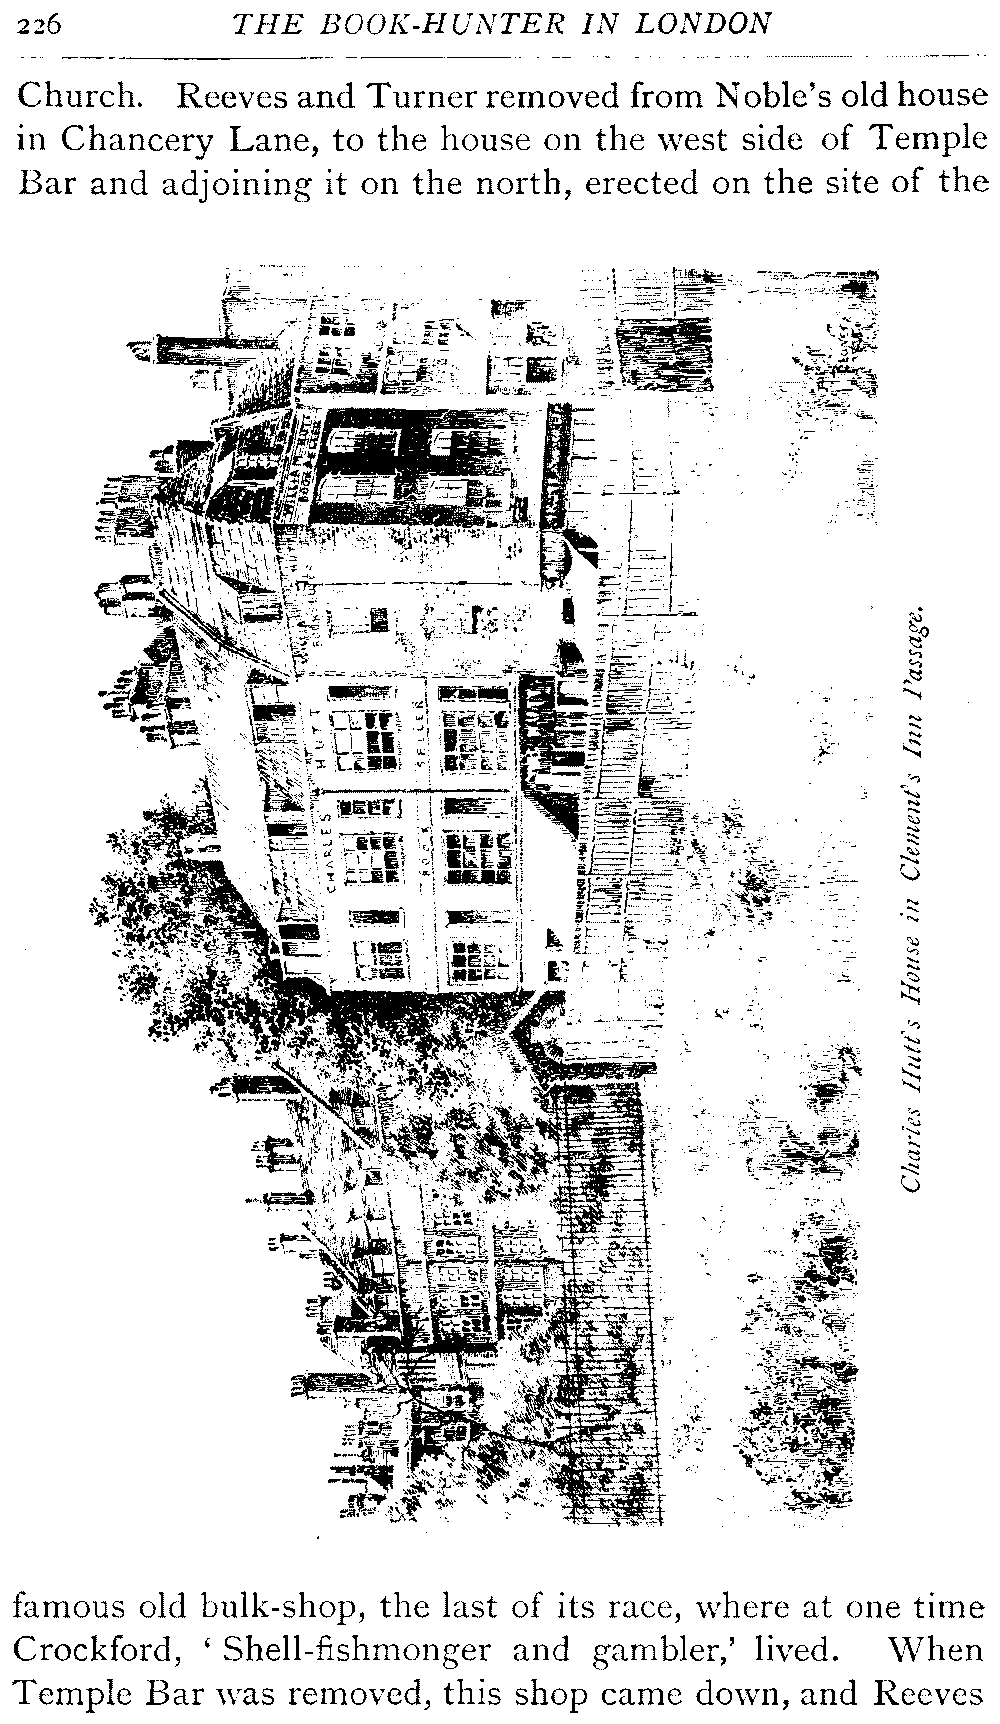 226
THE BOOK-HUNTER IN LONDON
Church. Reeves and Turner removed from Noble's old house
in Chancery Lane, to the house on the west side of Temple
Bar and adjoining it on the north, erected on the site of the
CHARLES HUTT
BOOK SELLER
Charles Hutt's House in Clement's Inn Passage.
famous old bulk-shop, the last of its race, where at one time
Crockford, ‘Shell-fishmonger and gambler,’ lived. When
Temple Bar was removed, this shop came down, and Reeves